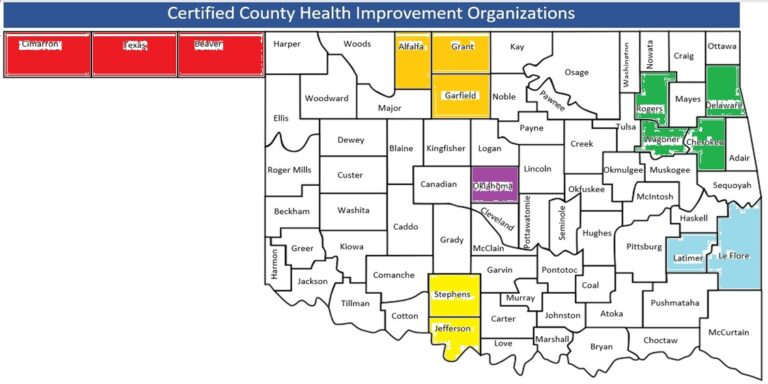 Certified County Health Improvement Organizations
Cimarron
Texas
Beaver
Harper
Woods
Alfalfa
Grant
Kay
Osage
Washington
Nowata
Craig
Ottawa
Ellis
Woodward
Major
Garfield
Noble
Pawnee
Rogers
Mayes
Delaware
Payne
Tulsa
Wagoner
Cherokee
Adair
Dewey
Blaine
Kingfisher
Logan
Creek
Roger Mills
Custer
Canadian
Oklahoma
Lincoln
Okfuskee
Okmulgee
Muskogee
Sequoyah
McIntosh
Beckham
Washita
Caddo
Grady
Cleveland
McClain
Pottawatomie
Seminole
Hughes
Pittsburg
Haskell
Latimer
Le Flore
Harmon
Greer
Kiowa
Jackson
Comanche
Tillman
Cotton
Stephens
Jefferson
Garvin
Murray
Carter
Love
Pontotoc
Johnston
Marshall
Coal
Atoka
Bryan
Pushmataha
Choctaw
McCurtain